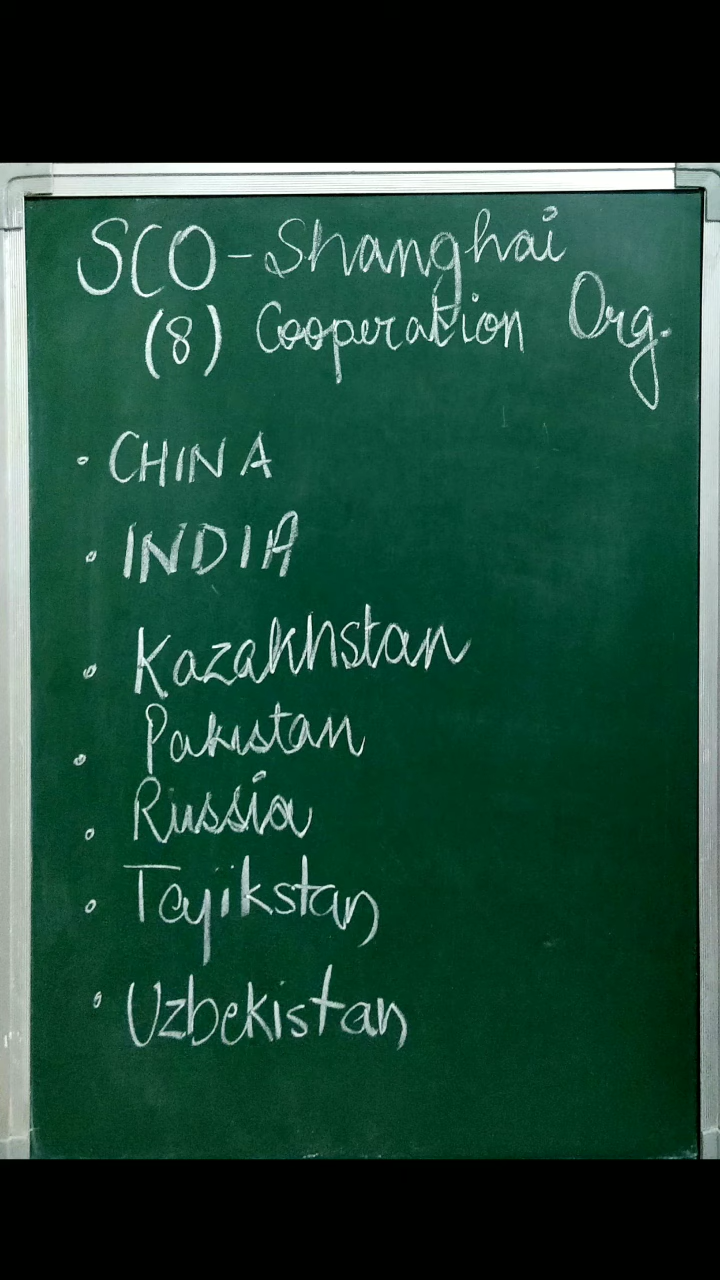 SCO - Shanghai
(8) Cooperation Org.
• CHINA
• INDIA
• Kazakhstan
• Pakistan
• Russia
• Tajikstan
• Uzbekistan